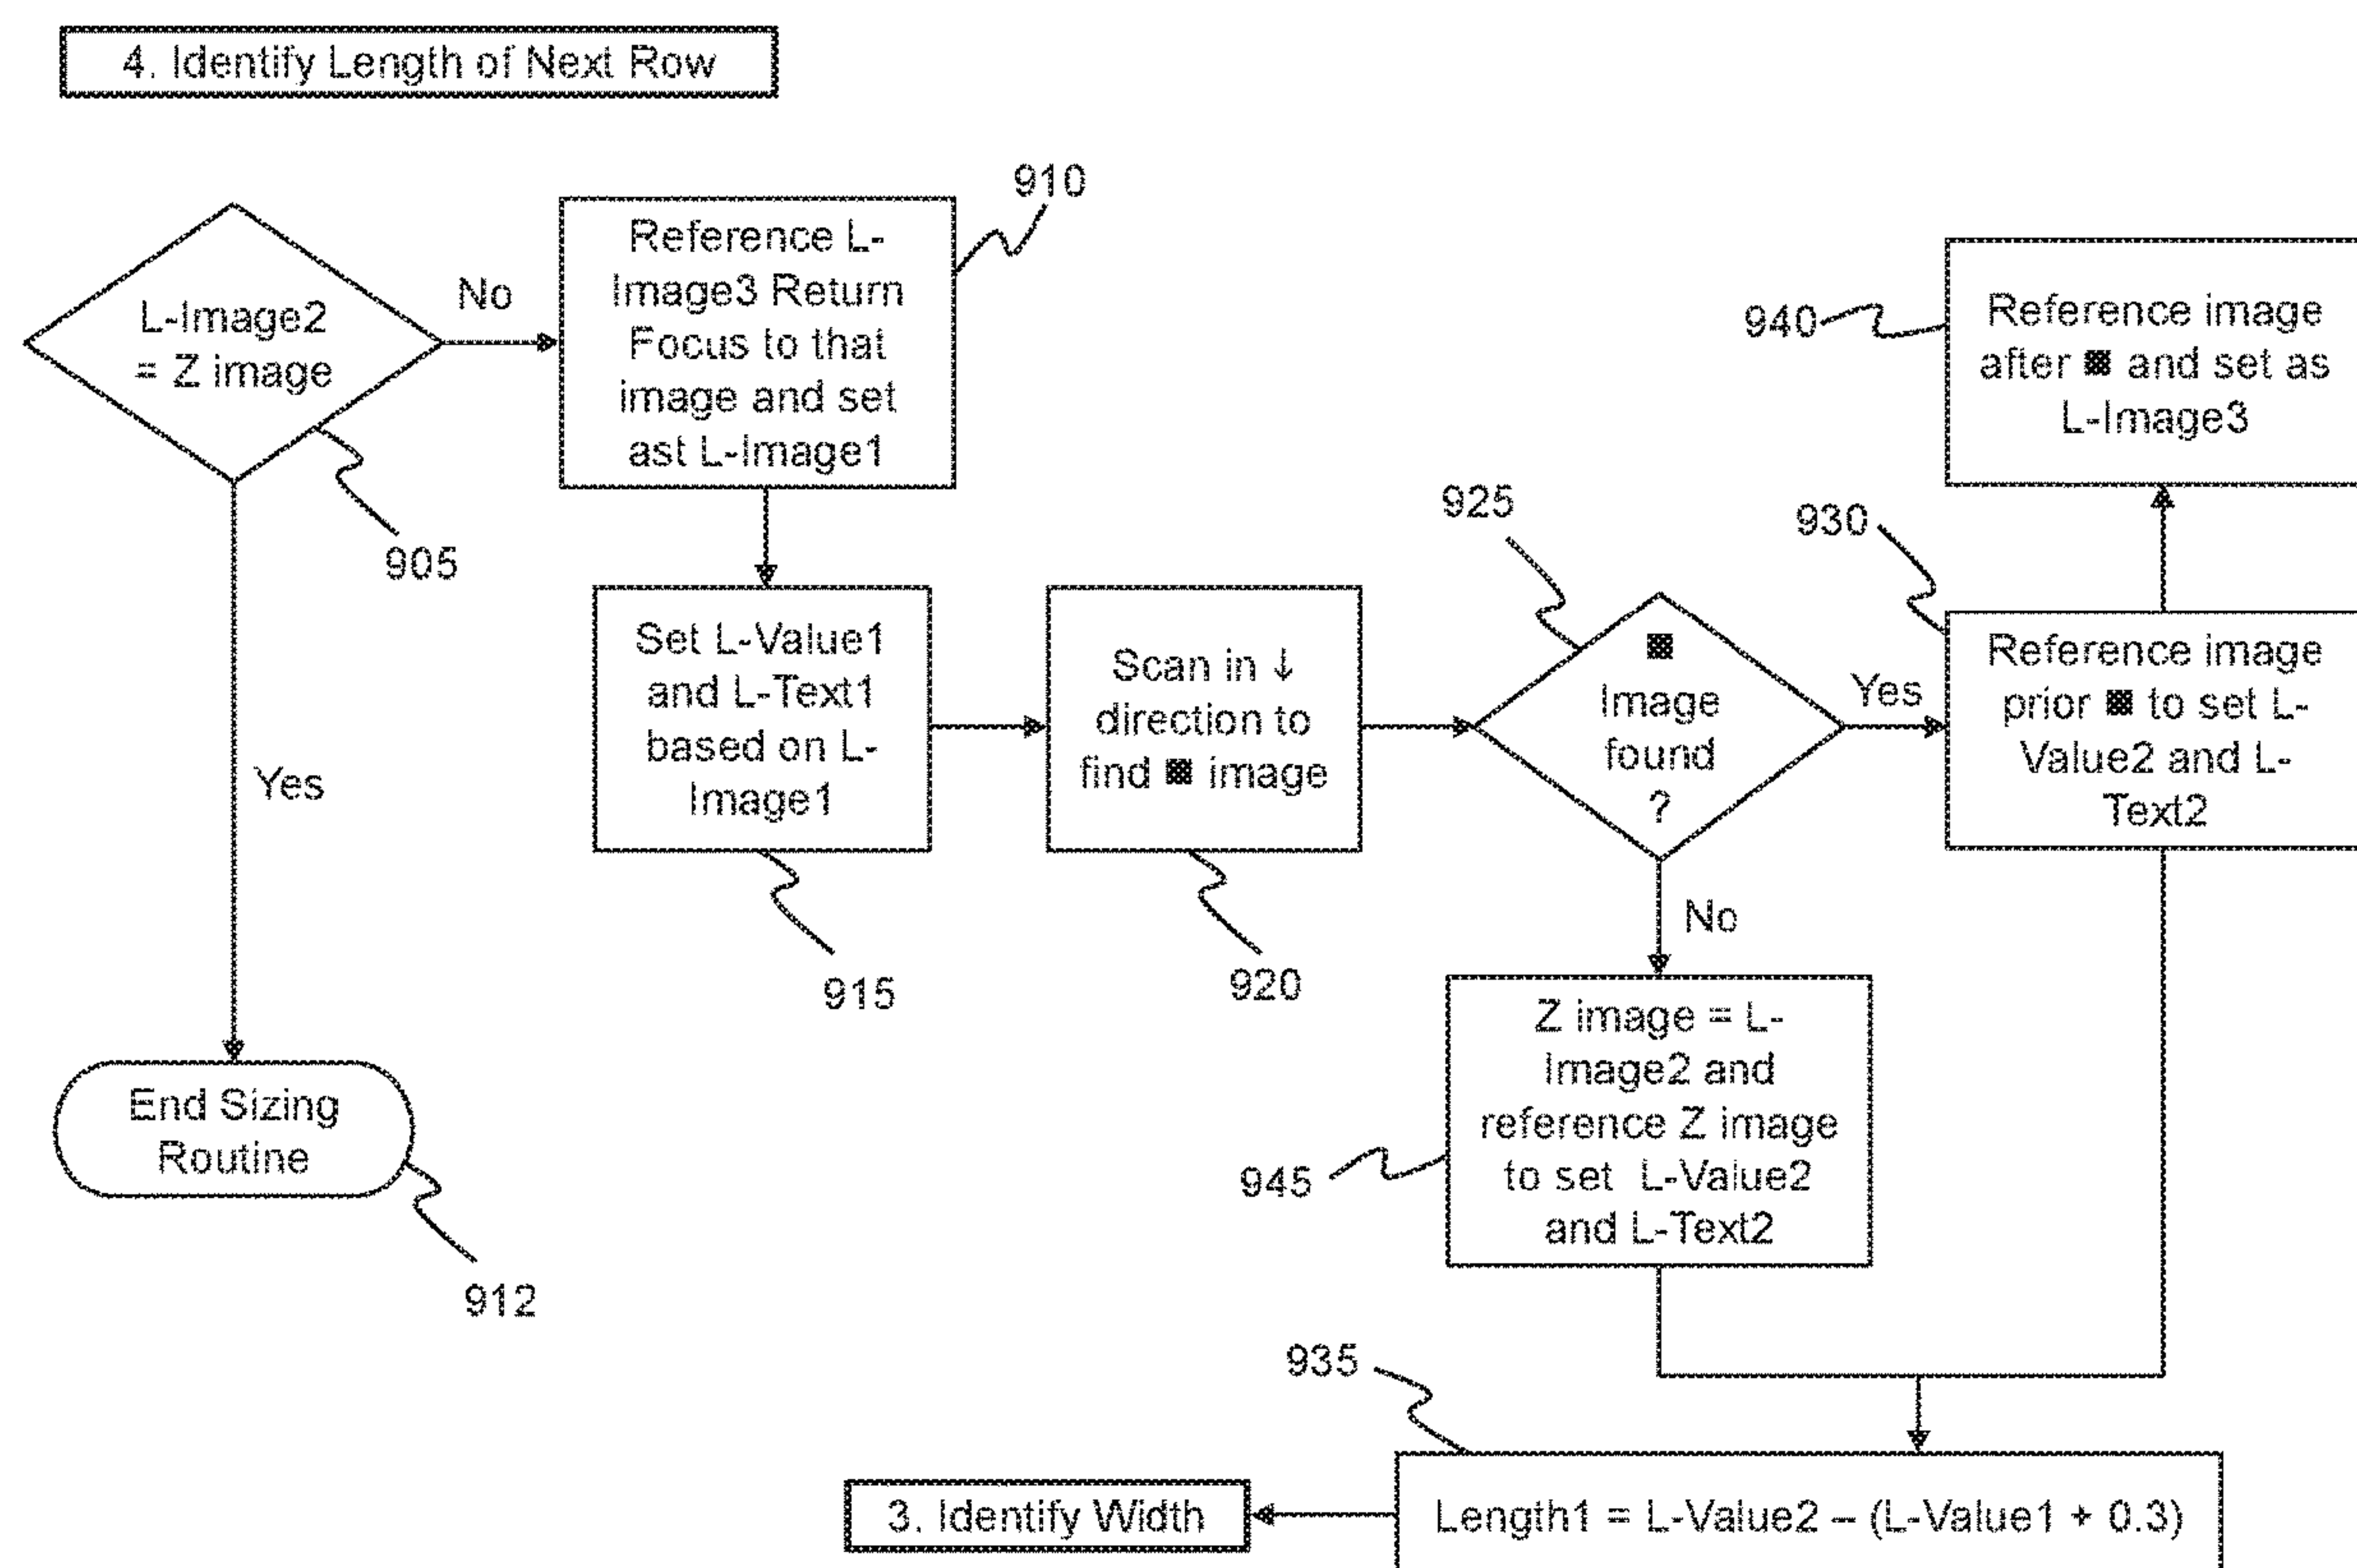 4. Identify Length of Next Row
910
Reference L-
Image3 Return
Focus to that
image and set
ast L-Image1
No
L-Image2
= Z image
905
Yes
End Sizing
Routine
912
Set L-Value1
and L-Text1
based on L-
Image1
915
Scan in ↓
direction to
find ■ image
920
925
■
Image
found
?
Yes
No
930
Reference image
prior ■ to set L-
Value2 and L-
Text2
940
Reference image
after ■ and set as
L-Image3
Z image = L-
Image2 and
reference Z image
to set L-Value2
and L-Text2
945
935
Length1 = L-Value2 – (L-Value1 + 0.3)
3. Identify Width